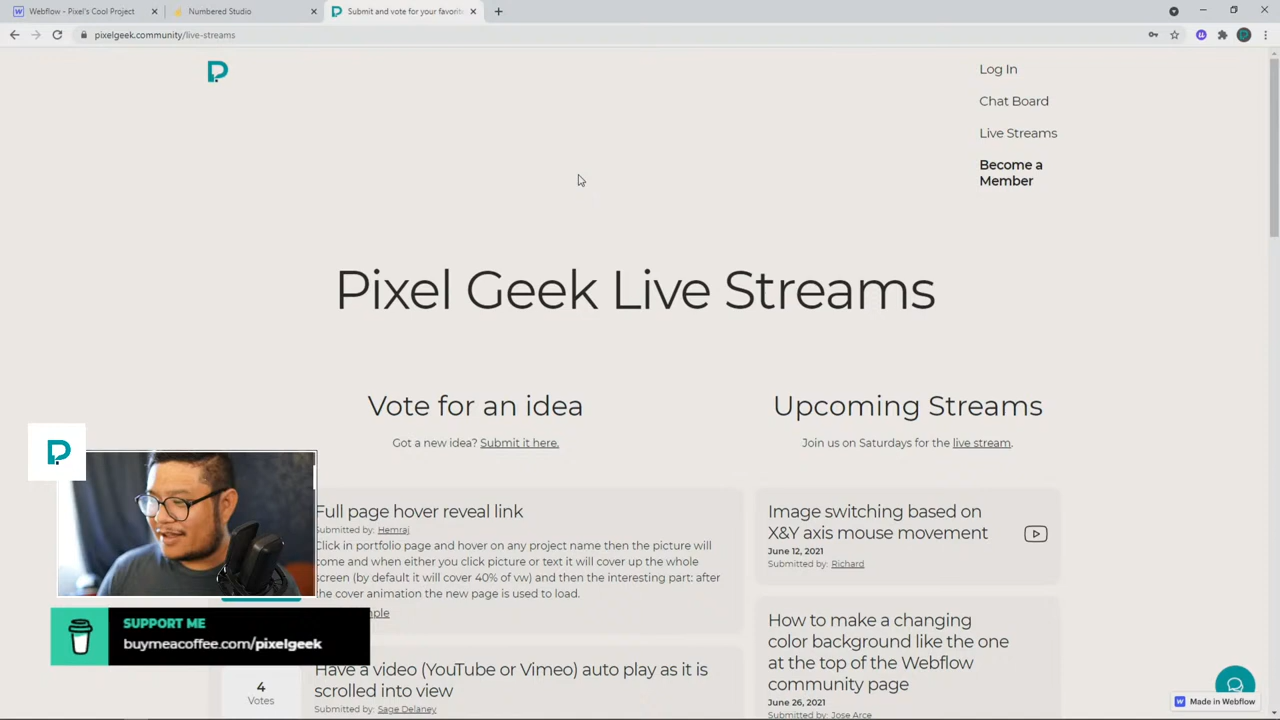 Webflow - Pixel's Cool Project
Numbered Studio
Submit and vote for your favorite
pixelgeek.community/live-streams
Log In
Chat Board
Live Streams
Become a
Member
Pixel Geek Live Streams
Vote for an idea
Got a new idea? Submit it here.
Full page hover reveal link
Submitted by: Hemraj
Click in portfolio page and hover on any project name then the picture will
come and when either you click picture or text it will cover up the whole
screen (by default it will cover 40% of vw) and then the interesting part: after
the cover animation the new page is used to load.
4
Votes
Have a video (YouTube or Vimeo) auto play as it is
scrolled into view
Submitted by: Sage Delaney
Upcoming Streams
Join us on Saturdays for the live stream.
Image switching based on
X&Y axis mouse movement
June 12, 2021
Submitted by: Richard
How to make a changing
color background like the one
at the top of the Webflow
community page
June 26, 2021
Submitted by: Jose Arce
SUPPORT ME
buymeacoffee.com/pixelgeek
Made in Webflow